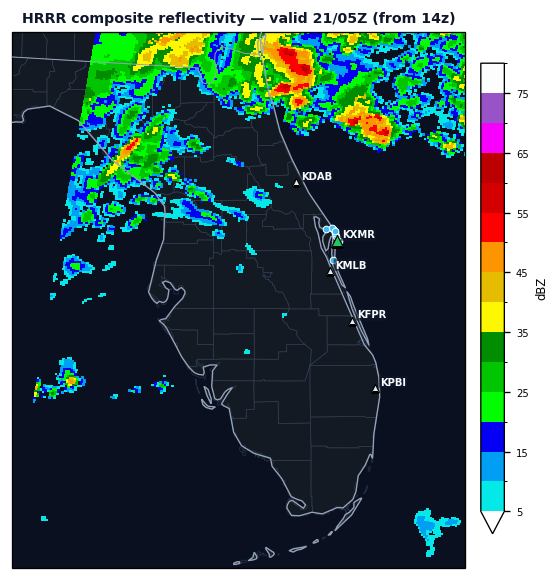 HRRR composite reflectivity — valid 21/05Z (from 14z)
KDAB
KXMR
KMLB
KFPR
KPBI
75
65
55
45
35
25
15
5
dBZ